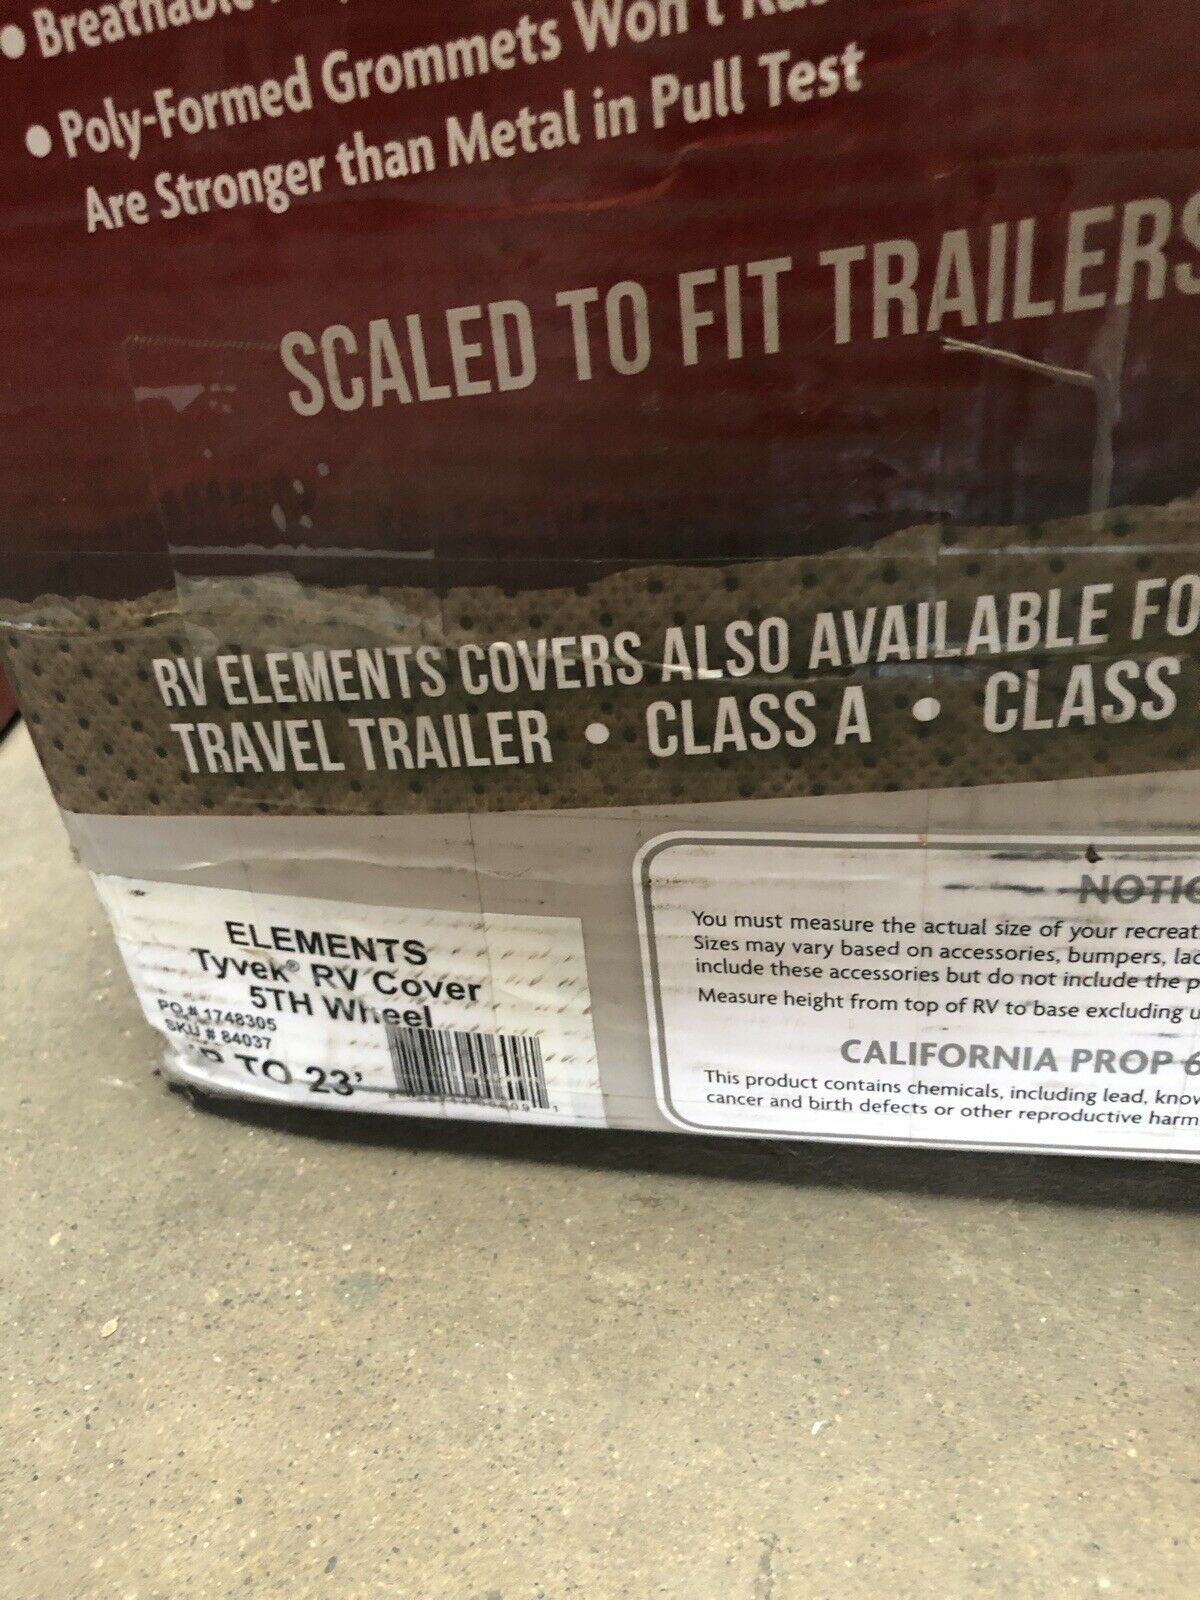 • Poly-Formed Grommets Won't
Are Stronger than Metal in Pull Test
SCALED TO FIT TRAILERS
RV ELEMENTS COVERS ALSO AVAILABLE FO
TRAVEL TRAILER • CLASS A • CLASS
ELEMENTS
Tyvek® RV Cover
5TH Wheel
PO # 1748305
SKU # 84037
TO 23'
NOTIC
You must measure the actual size of your recreat
Sizes may vary based on accessories, bumpers, lad
include these accessories but do not include the p
Measure height from top of RV to base excluding u
CALIFORNIA PROP 6
This product contains chemicals, including lead, know
cancer and birth defects or other reproductive harm